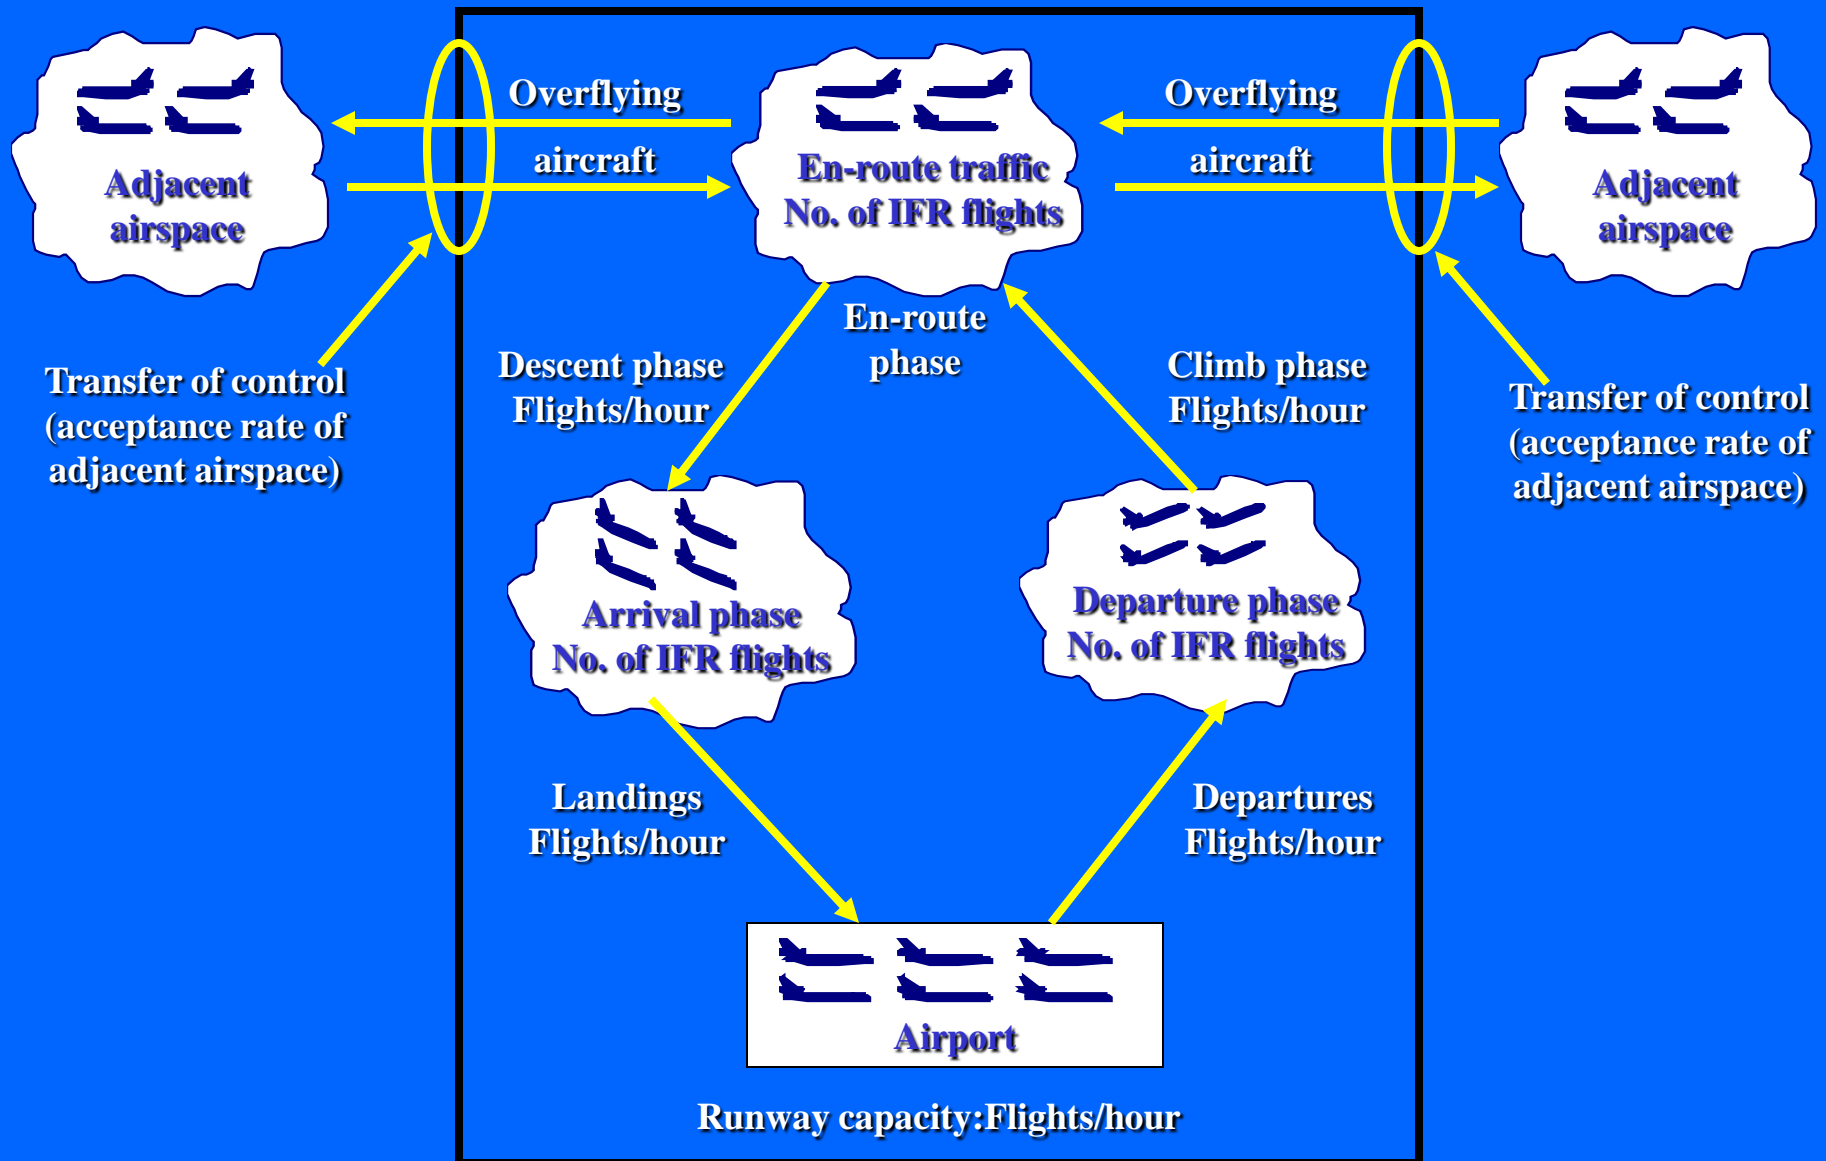 Overflying
aircraft
Overflying
aircraft
Adjacent
airspace
En-route traffic
No. of IFR flights
Adjacent
airspace
En-route
phase
Descent phase
Flights/hour
Climb phase
Flights/hour
Transfer of control
(acceptance rate of
adjacent airspace)
Transfer of control
(acceptance rate of
adjacent airspace)
Arrival phase
No. of IFR flights
Departure phase
No. of IFR flights
Landings
Flights/hour
Departures
Flights/hour
Airport
Runway capacity:Flights/hour